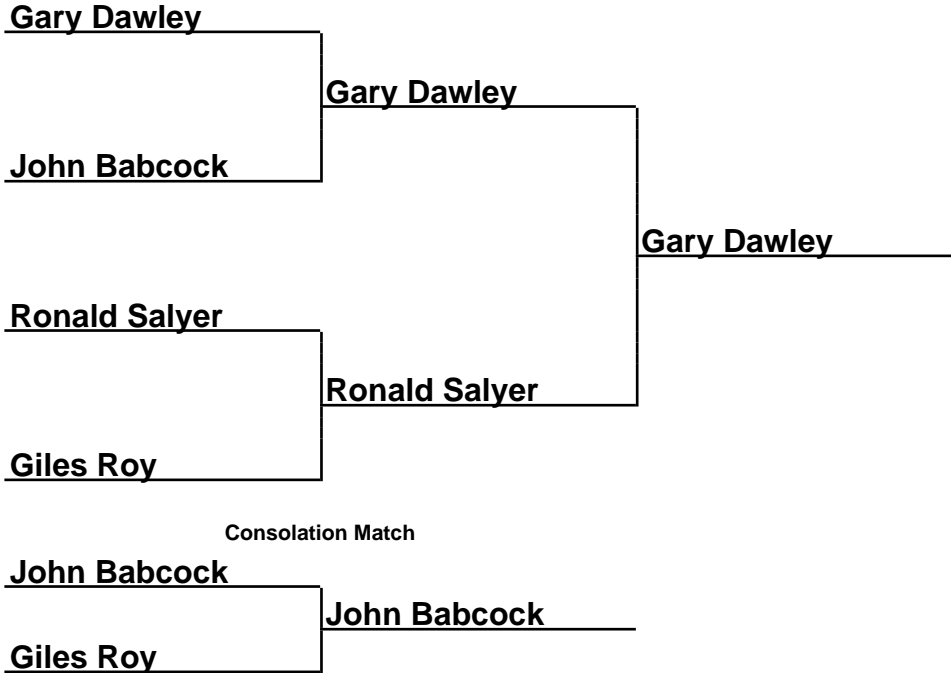 Gary Dawley
Gary Dawley
John Babcock
Gary Dawley
Ronald Salyer
Ronald Salyer
Giles Roy
Consolation Match
John Babcock
John Babcock
Giles Roy